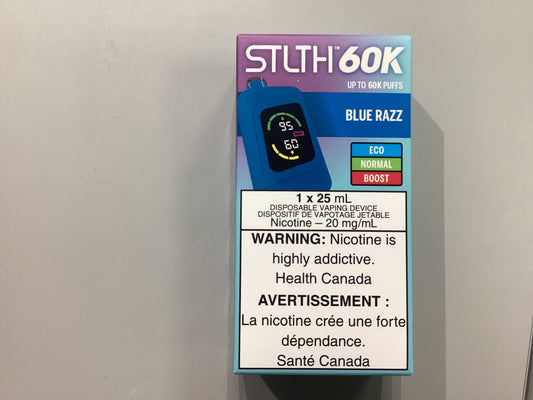 STLTH™ 60K
UP TO 60K PUFFS
BLUE RAZZ
95
60
ECO
NORMAL
BOOST
1 x 25 mL
DISPOSABLE VAPING DEVICE
DISPOSITIF DE VAPOTAGE JETABLE
Nicotine – 20 mg/mL
WARNING: Nicotine is
highly addictive.
Health Canada
AVERTISSEMENT :
La nicotine crée une forte
dépendance.
Santé Canada